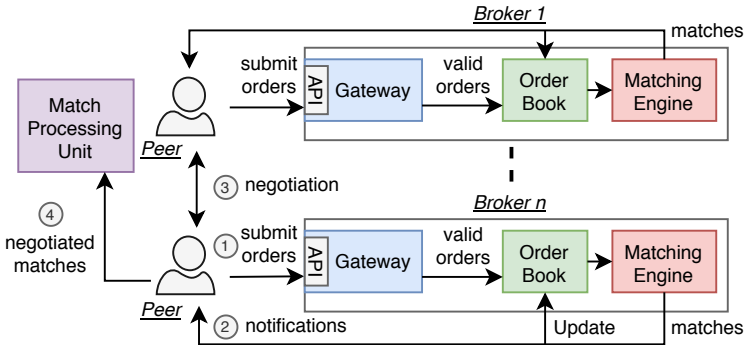 Broker 1
matches
submit
orders
API
Gateway
valid
orders
Order
Book
Matching
Engine
Match
Processing
Unit
Peer
3 negotiation
4
negotiated
matches
Broker n
1 submit
orders
API
Gateway
valid
orders
Order
Book
Matching
Engine
Peer
2 notifications
Update
matches